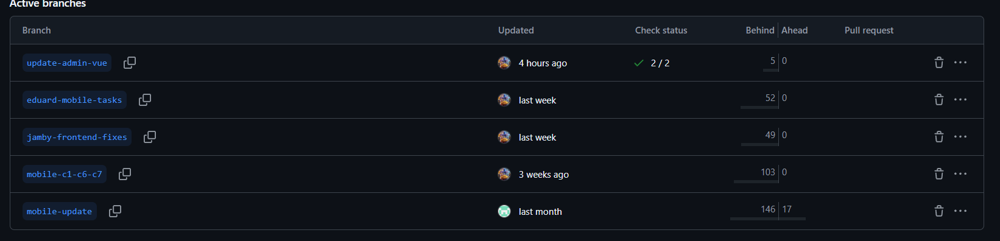 Active branches
Branch Updated Check status Behind Ahead Pull request
update-admin-vue 4 hours ago 2 / 2 5 0
eduard-mobile-tasks last week 52 0
jamby-frontend-fixes last week 49 0
mobile-c1-c6-c7 3 weeks ago 103 0
mobile-update last month 146 17